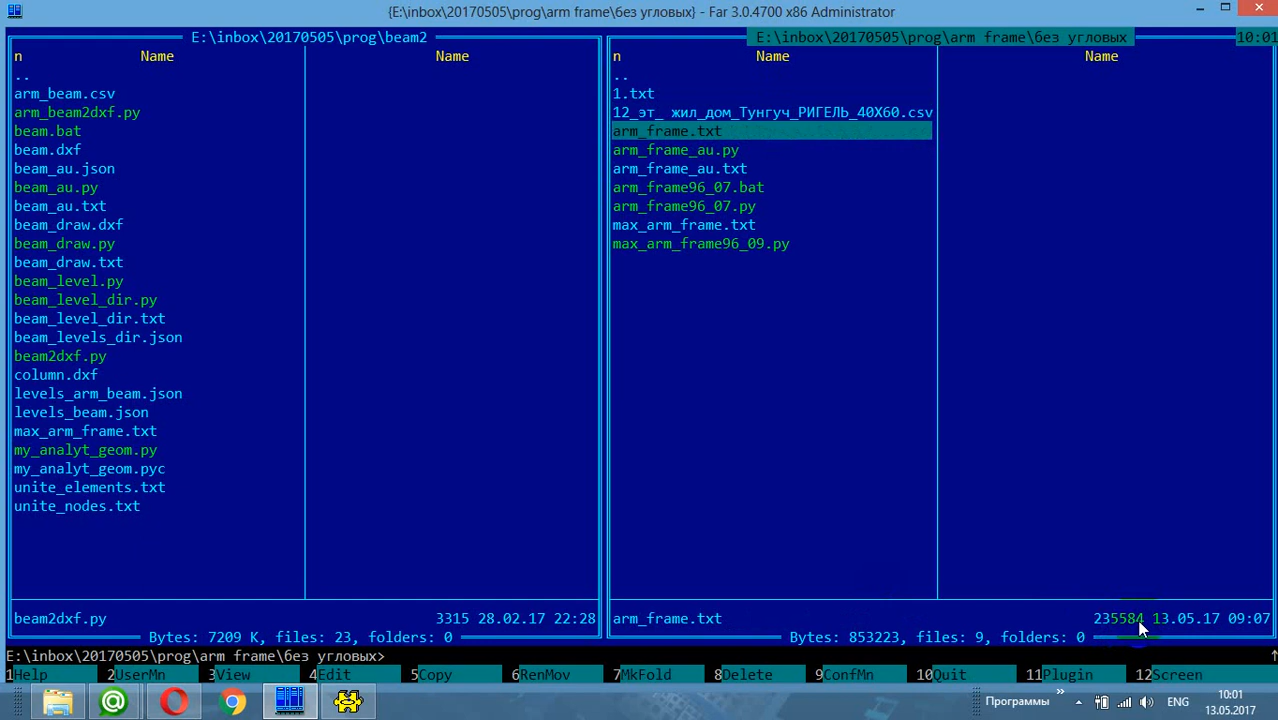 {E:\inbox\20170505\prog\arm frame\без угловых} - Far 3.0.4700 x86 Administrator
E:\inbox\20170505\prog\beam2
n Name Name
..
arm_beam.csv
arm_beam2dxf.py
beam.bat
beam.dxf
beam_au.json
beam_au.py
beam_au.txt
beam_draw.dxf
beam_draw.py
beam_draw.txt
beam_level.py
beam_level_dir.py
beam_level_dir.txt
beam_levels_dir.json
beam2dxf.py
column.dxf
levels_arm_beam.json
levels_beam.json
max_arm_frame.txt
my_analyt_geom.py
my_analyt_geom.pyc
unite_elements.txt
unite_nodes.txt
beam2dxf.py 3315 28.02.17 22:28
Bytes: 7209 K, files: 23, folders: 0
E:\inbox\20170505\prog\arm frame\без угловых 10:01
n Name Name
..
1.txt
12_эт_ жил_дом_Тунгуч_РИГЕЛЬ_40Х60.csv
arm_frame.txt
arm_frame_au.py
arm_frame_au.txt
arm_frame96_07.bat
arm_frame96_07.py
max_arm_frame.txt
max_arm_frame96_09.py
arm_frame.txt 235584 13.05.17 09:07
Bytes: 853223, files: 9, folders: 0
E:\inbox\20170505\prog\arm frame\без угловых>
1Help 2UserMn 3View 4Edit 5Copy 6RenMov 7MkFold 8Delete 9ConfMn 10Quit 11Plugin 12Screen
Программы ENG 10:01
13.05.2017